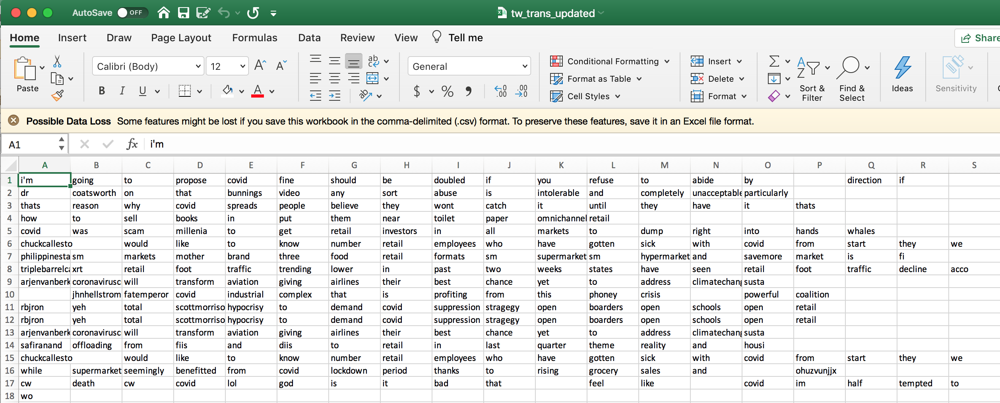 AutoSave OFF tw_trans_updated
Home Insert Draw Page Layout Formulas Data Review View Tell me Share
Calibri (Body) 12 A A ab General Conditional Formatting Insert
Format as Table Delete
Paste B I U A ab $ % .0 .00 .00 .0 Cell Styles Format Sort & Filter Find & Select Ideas Sensitivity
Possible Data Loss Some features might be lost if you save this workbook in the comma-delimited (.csv) format. To preserve these features, save it in an Excel file format.
A1 fx i'm
A B C D E F G H I J K L M N O P Q R S
1 i'm going to propose covid fine should be doubled if you refuse to abide by direction if
2 dr coatsworth on that bunnings video any sort abuse is intolerable and completely unacceptable particularly
3 thats reason why covid spreads people believe they wont catch it until they have it thats
4 how to sell books in put them near toilet paper omnichannel retail
5 covid was scam millenia to get retail investors in all markets to dump right into hands whales
6 chuckcallesto would like to know number retail employees who have gotten sick with covid from start they we
7 philippinesta sm markets mother brand three food retail formats sm supermarket sm hypermarket and savemore market is fi
8 triplebarrelca xrt retail foot traffic trending lower in past two weeks states have seen retail foot traffic decline acco
9 arjenvanberk coronavirusc will transform aviation giving airlines their best chance yet to address climatechang susta
10 jhnhellstrom fatemperor covid industrial complex that is profiting from this phoney crisis powerful coalition
11 rbjron yeh total scottmorriso hypocrisy to demand covid suppression stragegy open boarders open schools open retail
12 rbjron yeh total scottmorriso hypocrisy to demand covid suppression stragegy open boarders open schools open retail
13 arjenvanberk coronavirusc will transform aviation giving airlines their best chance yet to address climatechang susta
14 safiranand offloading from fiis and diis to retail in last quarter theme reality and housi
15 chuckcallesto would like to know number retail employees who have gotten sick with covid from start they we
16 while supermarket seemingly benefitted from covid lockdown period thanks to rising grocery sales and ohuzvunjjx
17 cw death cw covid lol god is it bad that feel like covid im half tempted to
18 wo